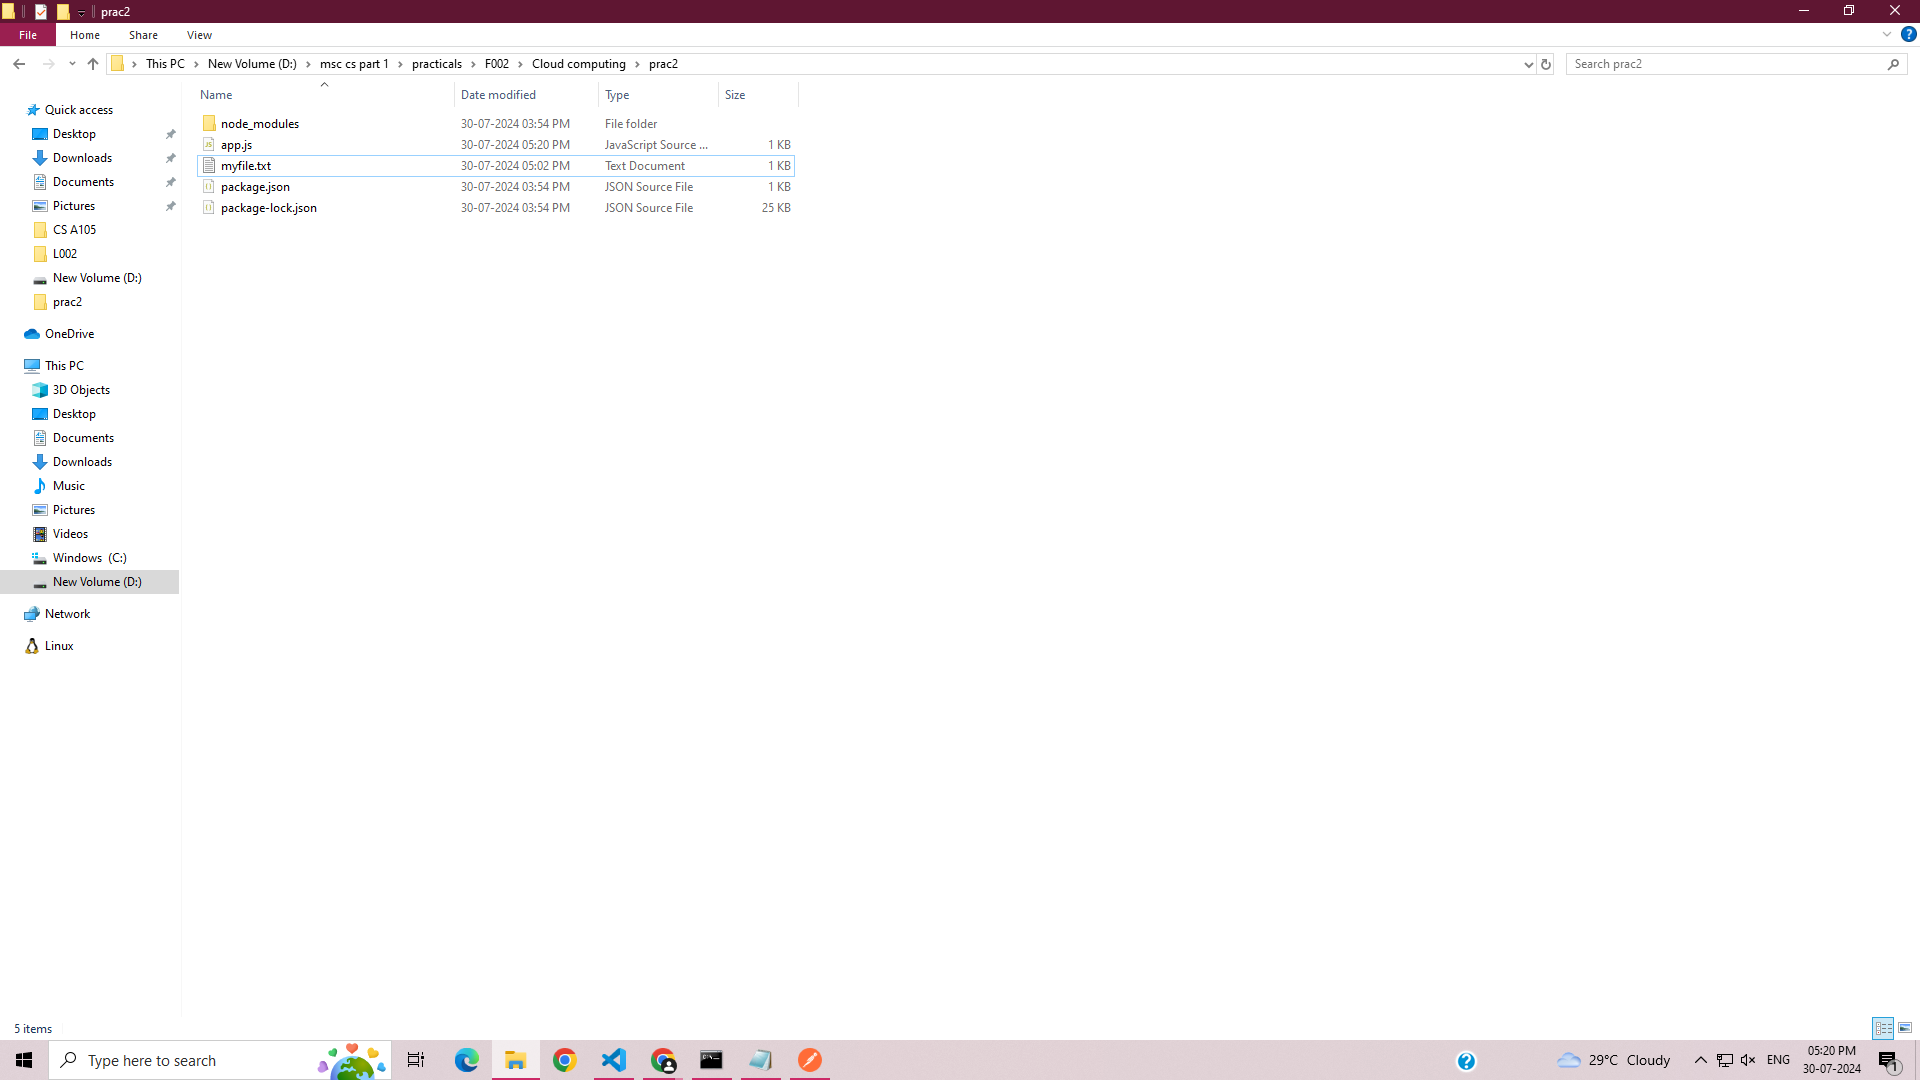 prac2
File Home Share View
This PC New Volume (D:) msc cs part 1 practicals F002 Cloud computing prac2
Search prac2
Name Date modified Type Size
node_modules 30-07-2024 03:54 PM File folder
app.js 30-07-2024 05:20 PM JavaScript Source ... 1 KB
myfile.txt 30-07-2024 05:02 PM Text Document 1 KB
package.json 30-07-2024 03:54 PM JSON Source File 1 KB
package-lock.json 30-07-2024 03:54 PM JSON Source File 25 KB
Quick access
Desktop
Downloads
Documents
Pictures
CS A105
L002
New Volume (D:)
prac2
OneDrive
This PC
3D Objects
Desktop
Documents
Downloads
Music
Pictures
Videos
Windows (C:)
New Volume (D:)
Network
Linux
5 items
Type here to search
29°C Cloudy
ENG
05:20 PM
30-07-2024
1